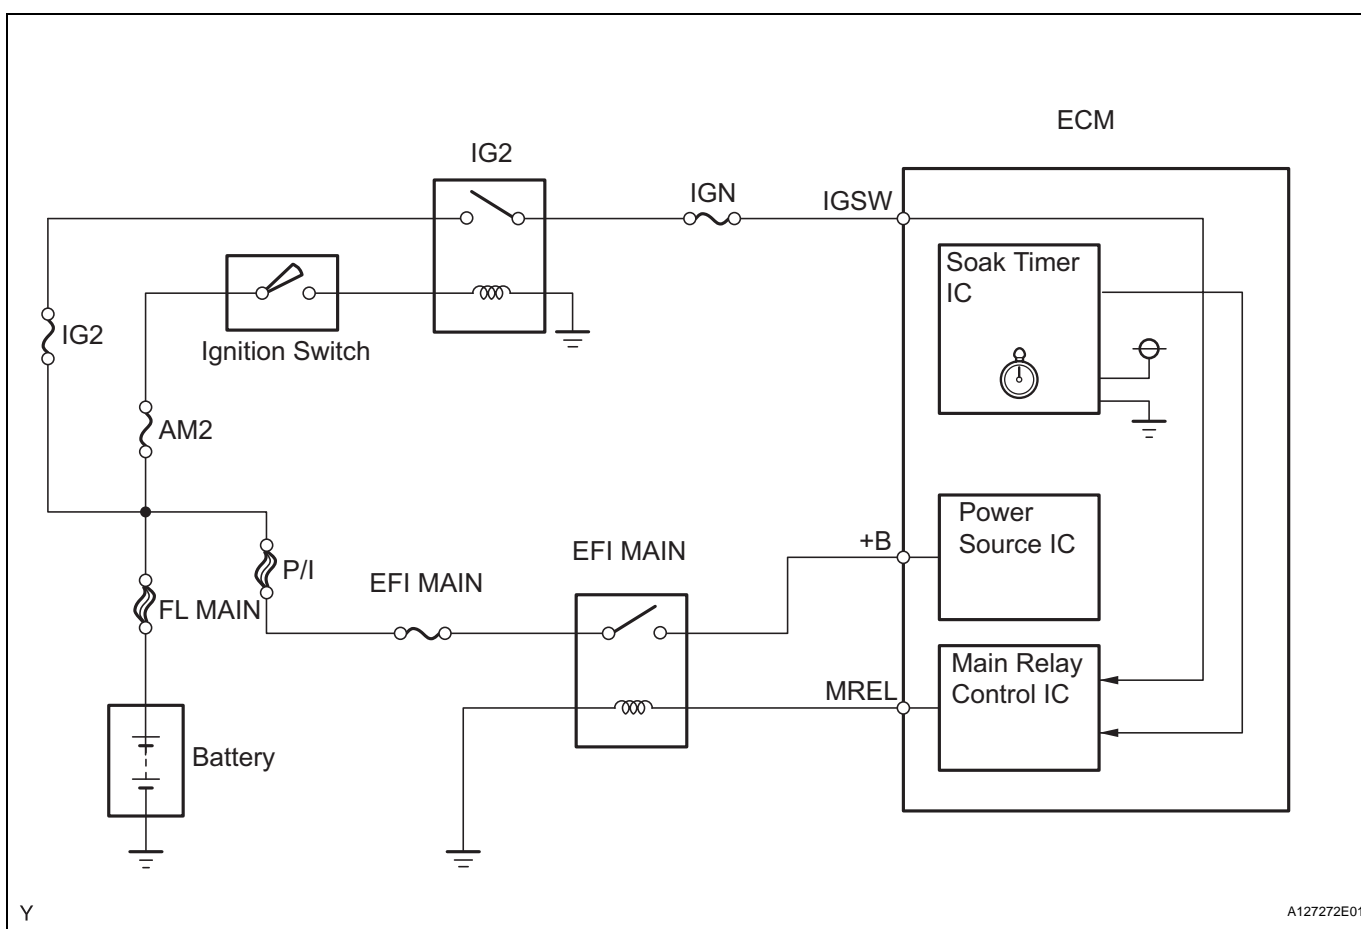 ECM
IG2
IGN
IGSW
Soak Timer
IC
IG2
Ignition Switch
AM2
Power
Source IC
+B
EFI MAIN
P/I
EFI MAIN
FL MAIN
Main Relay
Control IC
MREL
Battery
Y
A127272E01